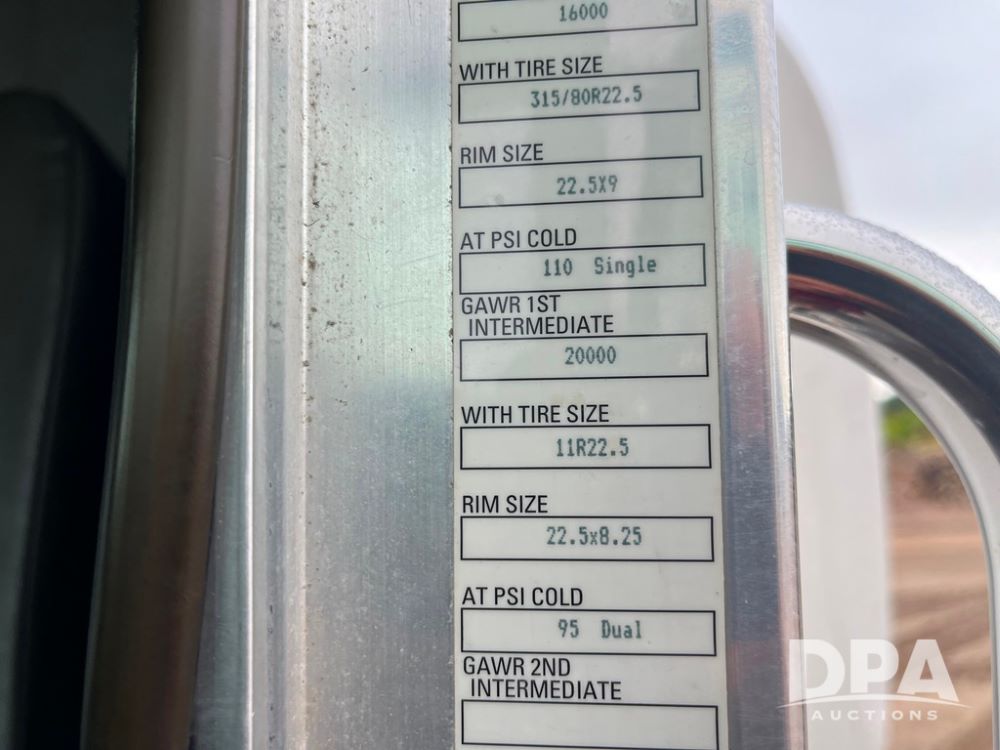 16000
WITH TIRE SIZE
315/80R22.5
RIM SIZE
22.5X9
AT PSI COLD
110 Single
GAWR 1ST
INTERMEDIATE
20000
WITH TIRE SIZE
11R22.5
RIM SIZE
22.5x8.25
AT PSI COLD
95 Dual
GAWR 2ND
INTERMEDIATE
DPA
AUCTIONS